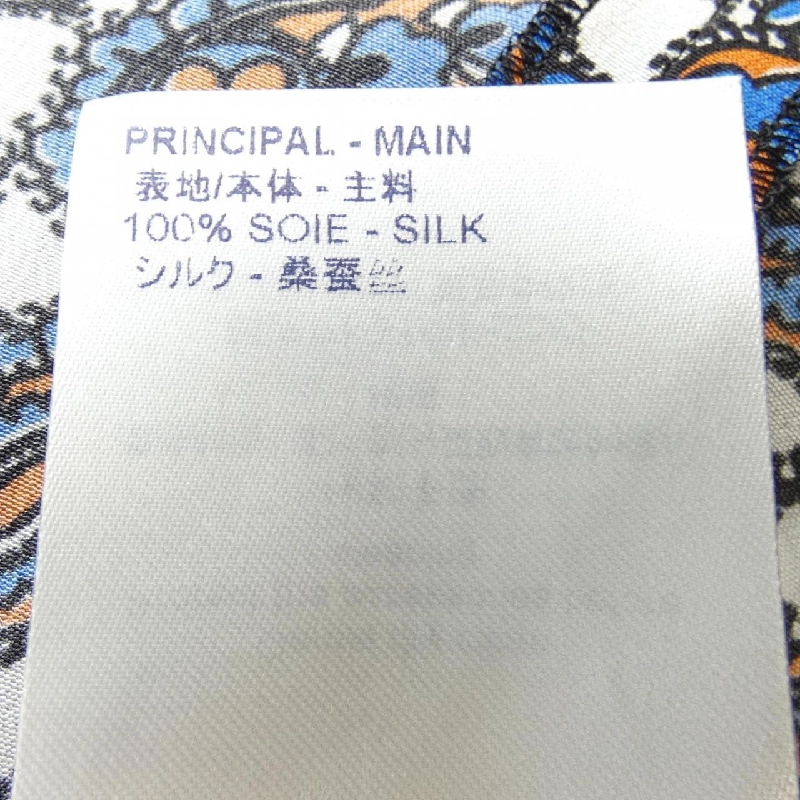 PRINCIPAL - MAIN
表地/本体 - 主料
100% SOIE - SILK
シルク - 桑蚕丝